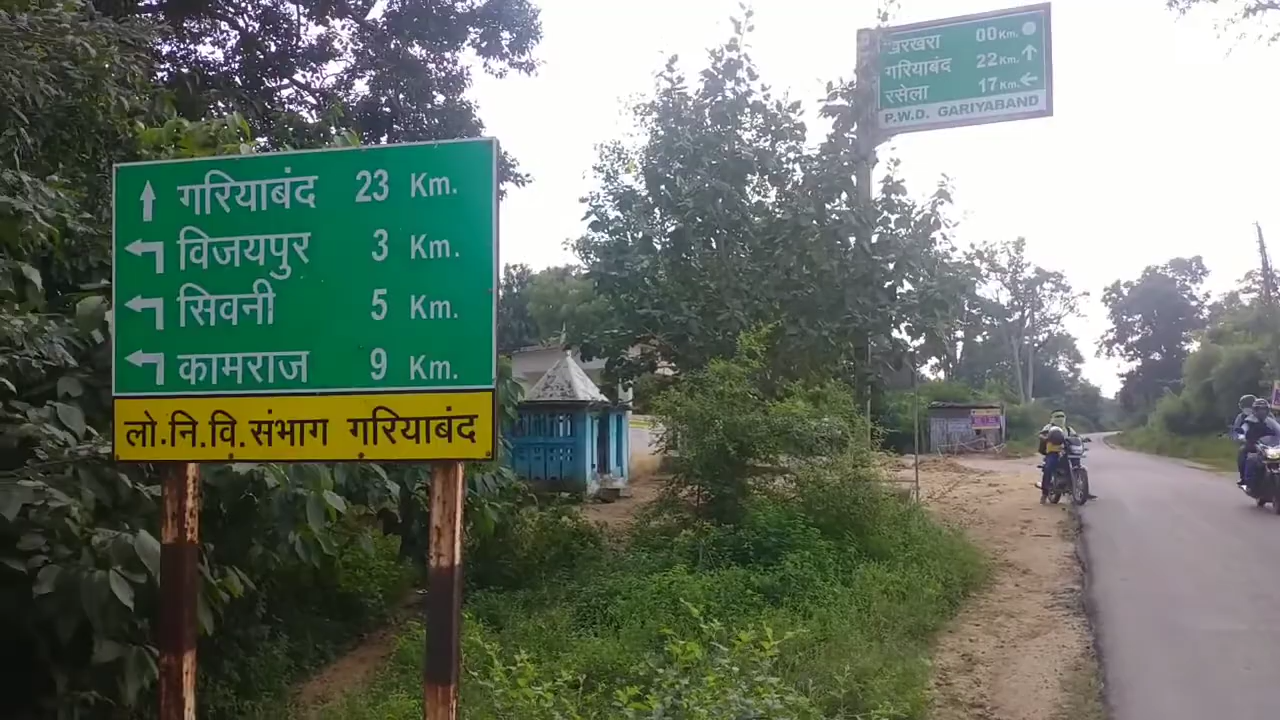 गरियाबंद 23 Km.
विजयपुर 3 Km.
सिवनी 5 Km.
कामराज 9 Km.
लो.नि.वि.संभाग गरियाबंद
खरखरा 00 Km.
गरियाबंद 22 Km.
रसेला 17 Km.
P.W.D. GARIYABAND